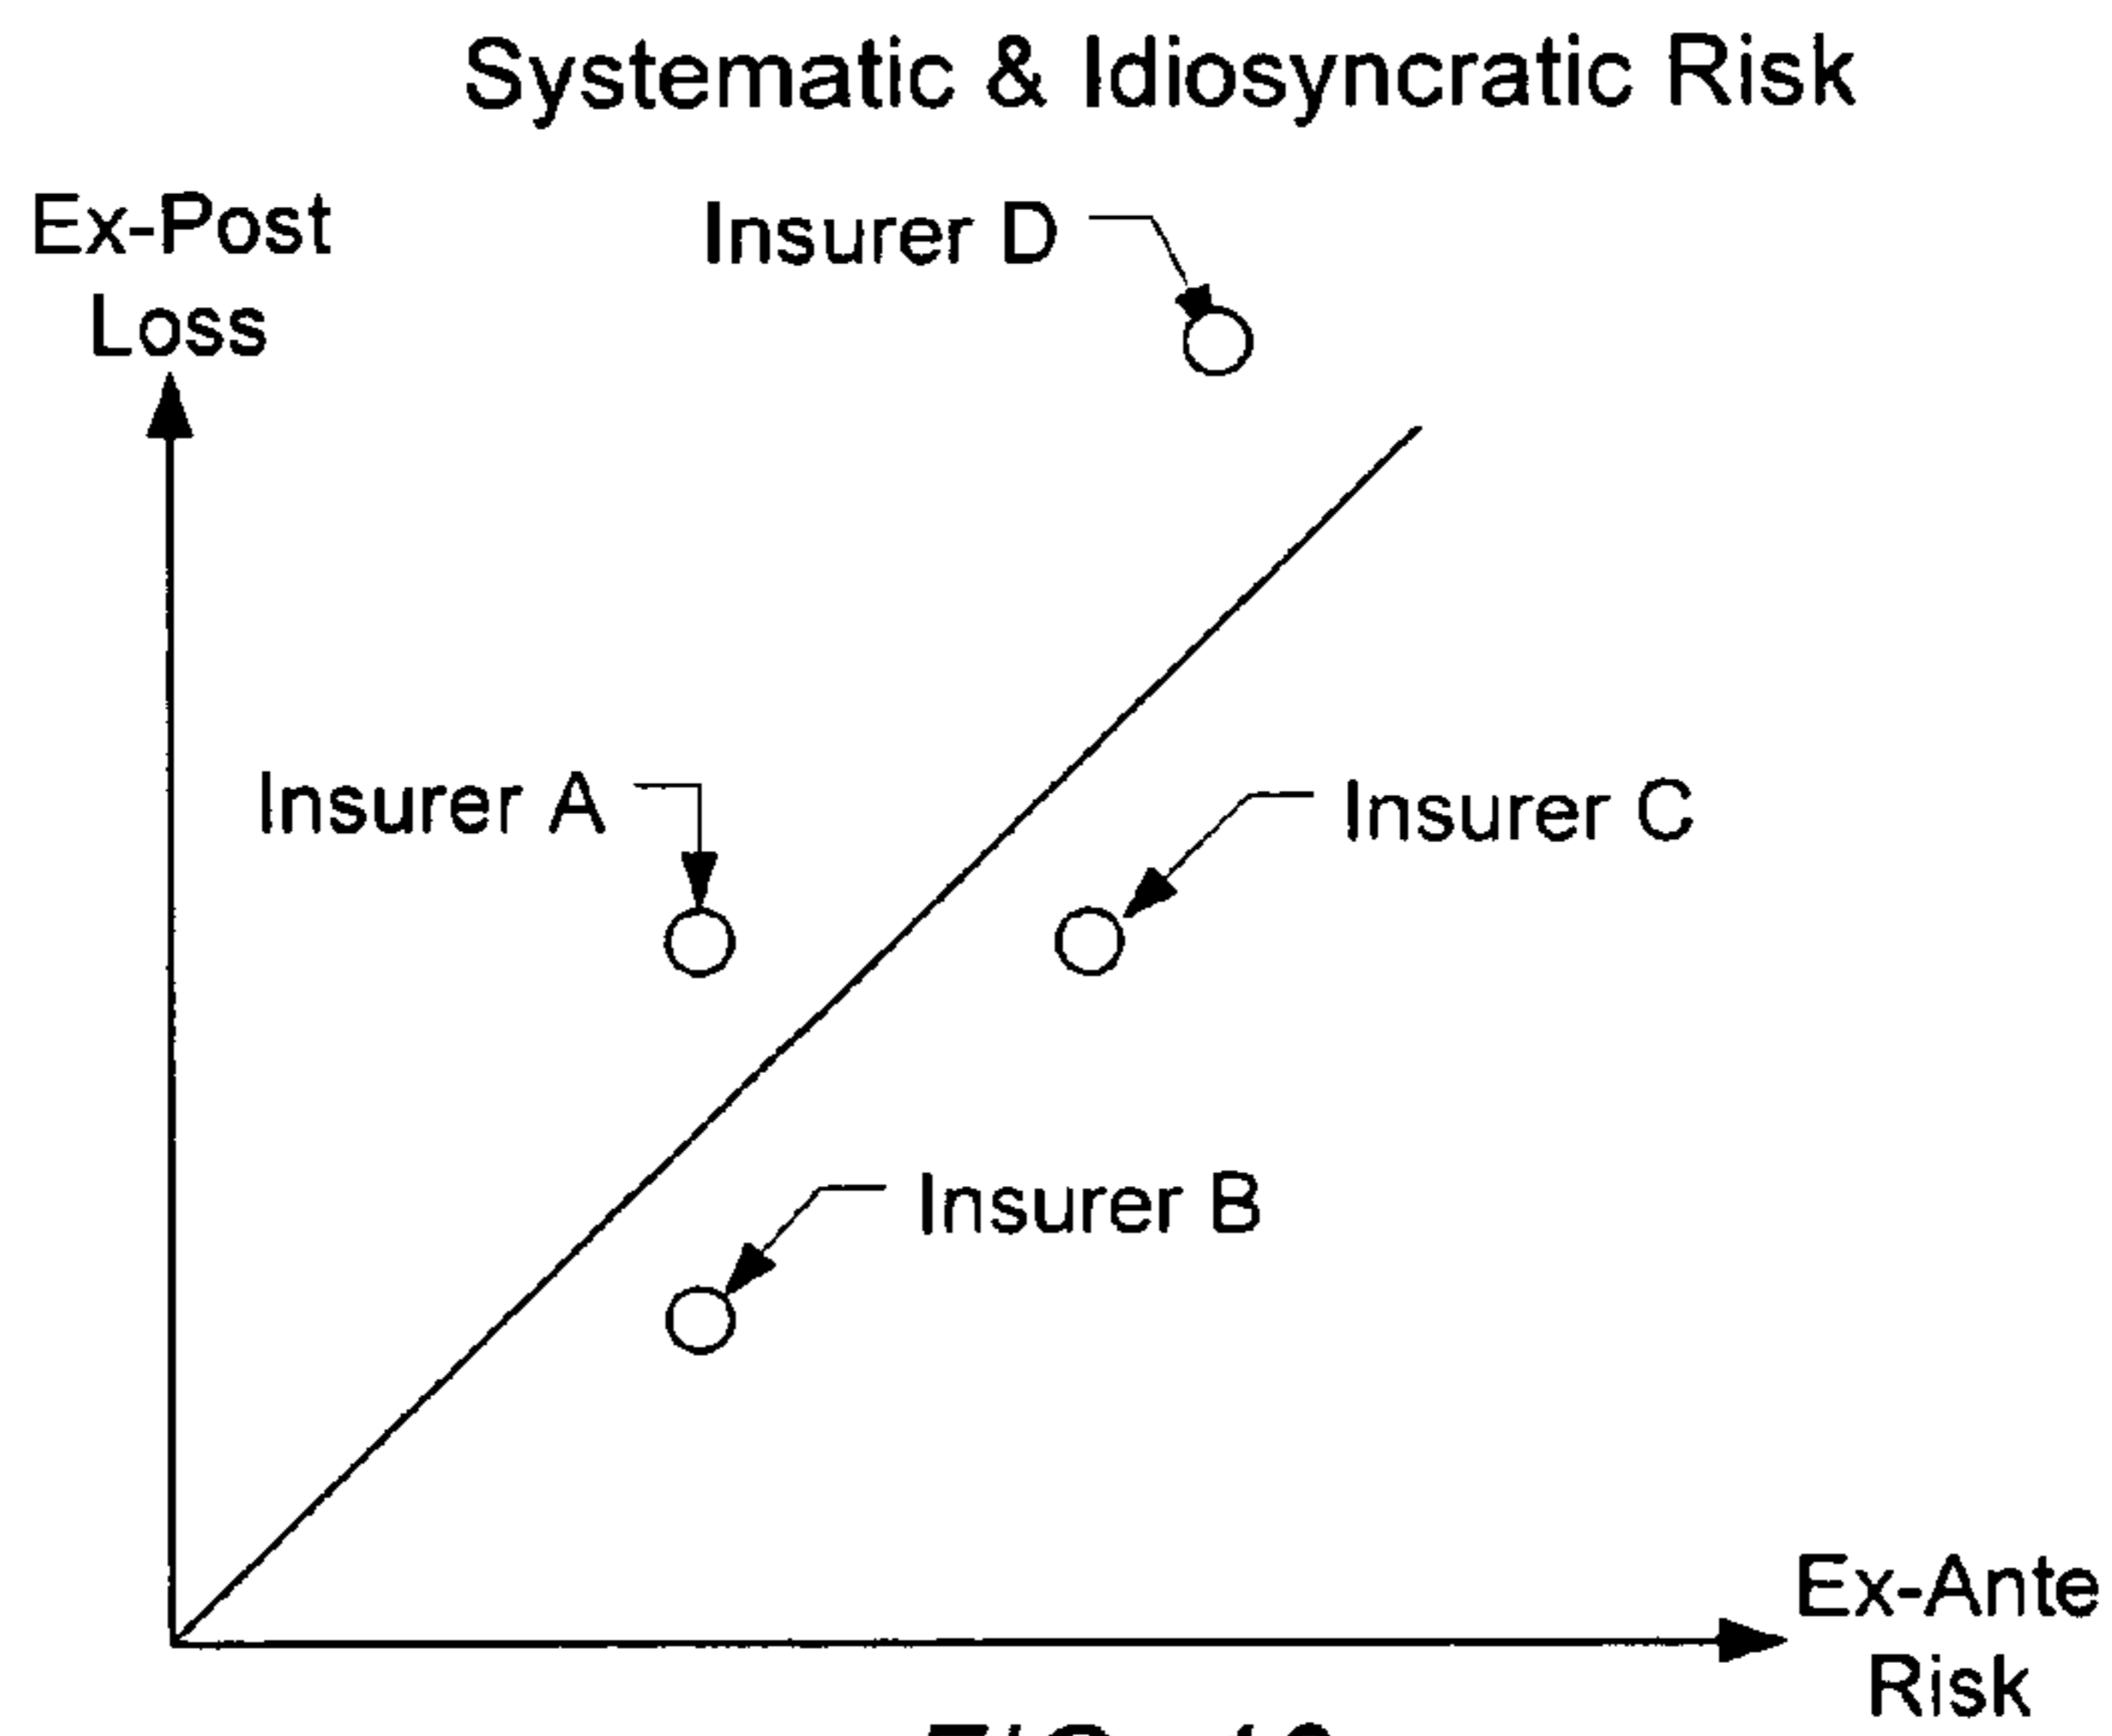 Systematic & Idiosyncratic Risk
Ex-Post
Loss
Insurer D
Insurer A
Insurer C
Insurer B
Ex-Ante
Risk